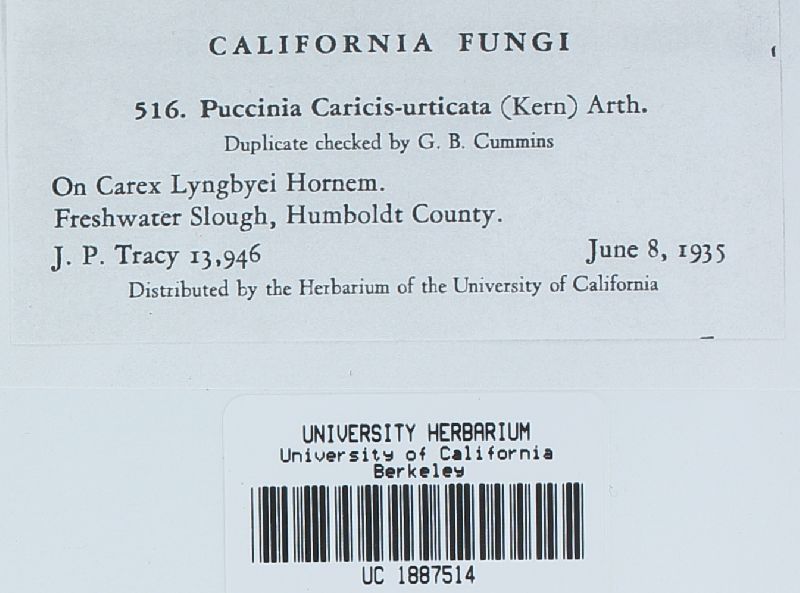 CALIFORNIA FUNGI
516. Puccinia Caricis-urticata (Kern) Arth.
Duplicate checked by G. B. Cummins
On Carex Lyngbyei Hornem.
Freshwater Slough, Humboldt County.
J. P. Tracy 13,946 June 8, 1935
Distributed by the Herbarium of the University of California
UNIVERSITY HERBARIUM
University of California
Berkeley
UC 1887514